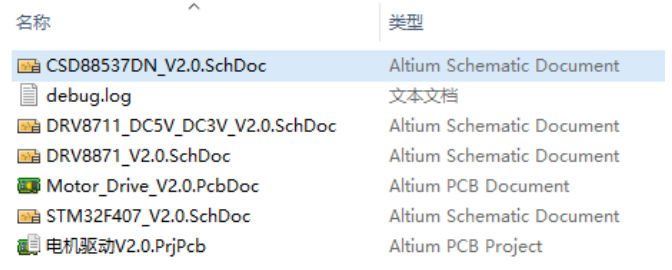 名称 类型
CSD88537DN_V2.0.SchDoc Altium Schematic Document
debug.log 文本文档
DRV8711_DC5V_DC3V_V2.0.SchDoc Altium Schematic Document
DRV8871_V2.0.SchDoc Altium Schematic Document
Motor_Drive_V2.0.PcbDoc Altium PCB Document
STM32F407_V2.0.SchDoc Altium Schematic Document
电机驱动V2.0.PrjPcb Altium PCB Project